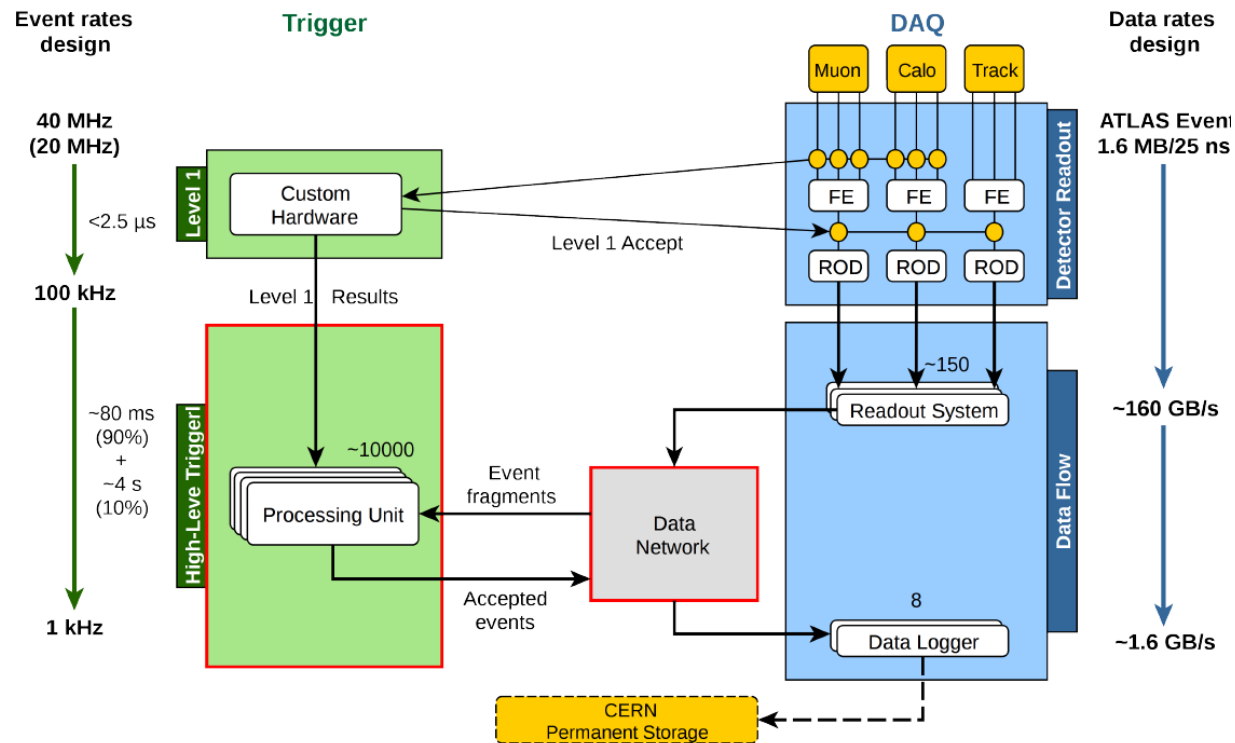 Event rates
design
Trigger
DAQ
Data rates
design
Muon
Calo
Track
40 MHz
(20 MHz)
ATLAS Event
1.6 MB/25 ns
Level 1
Custom
Hardware
<2.5 µs
FE
FE
FE
Level 1 Accept
ROD
ROD
ROD
Detector Readout
100 kHz
Level 1 Results
~150
Readout System
~160 GB/s
~80 ms
(90%)
+
~4 s
(10%)
High-Leve Triggerl
~10000
Processing Unit
Event
fragments
Data
Network
Data Flow
Accepted
events
8
Data Logger
1 kHz
~1.6 GB/s
CERN
Permanent Storage